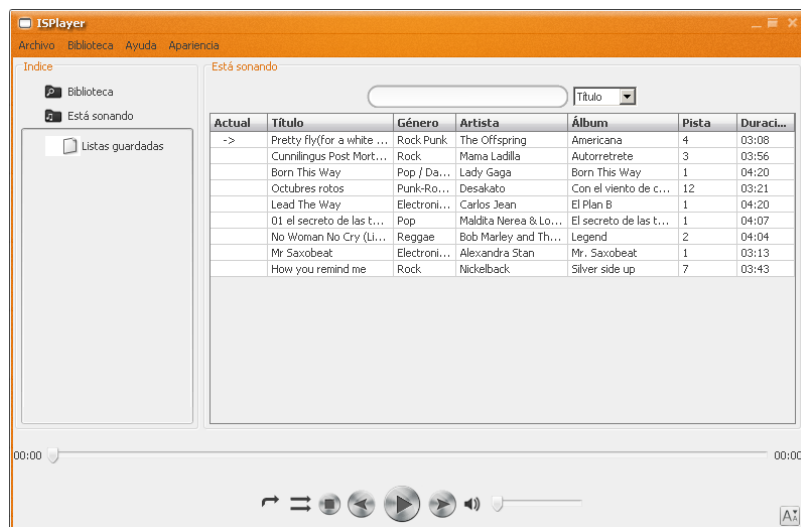 ISPlayer
Archivo Biblioteca Ayuda Apariencia
Indice
Biblioteca
Está sonando
Listas guardadas
Está sonando
Título
Actual Título Género Artista Álbum Pista Duraci...
-> Pretty fly(for a white ... Rock Punk The Offspring Americana 4 03:08
Cunnilingus Post Mort... Rock Mama Ladilla Autorretrete 3 03:56
Born This Way Pop / Da... Lady Gaga Born This Way 1 04:20
Octubres rotos Punk-Ro... Desakato Con el viento de c... 12 03:21
Lead The Way Electroni... Carlos Jean El Plan B 1 04:20
01 el secreto de las t... Pop Maldita Nerea & Lo... El secreto de las t... 1 04:07
No Woman No Cry (Li... Reggae Bob Marley and Th... Legend 2 04:04
Mr Saxobeat Electroni... Alexandra Stan Mr. Saxobeat 1 03:13
How you remind me Rock Nickelback Silver side up 7 03:43
00:00 00:00